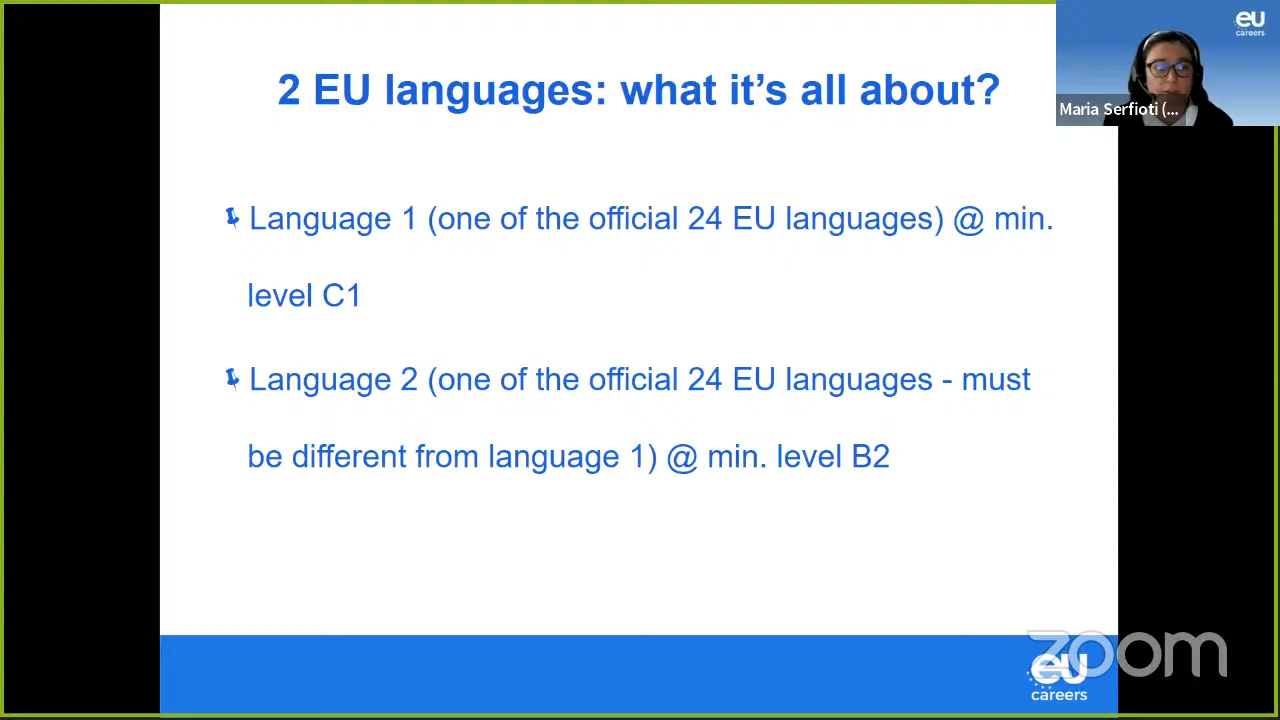 2 EU languages: what it's all about?
eu
careers
Maria Serfioti (...
Language 1 (one of the official 24 EU languages) @ min.
level C1
Language 2 (one of the official 24 EU languages - must
be different from language 1) @ min. level B2
zoom
eu
careers